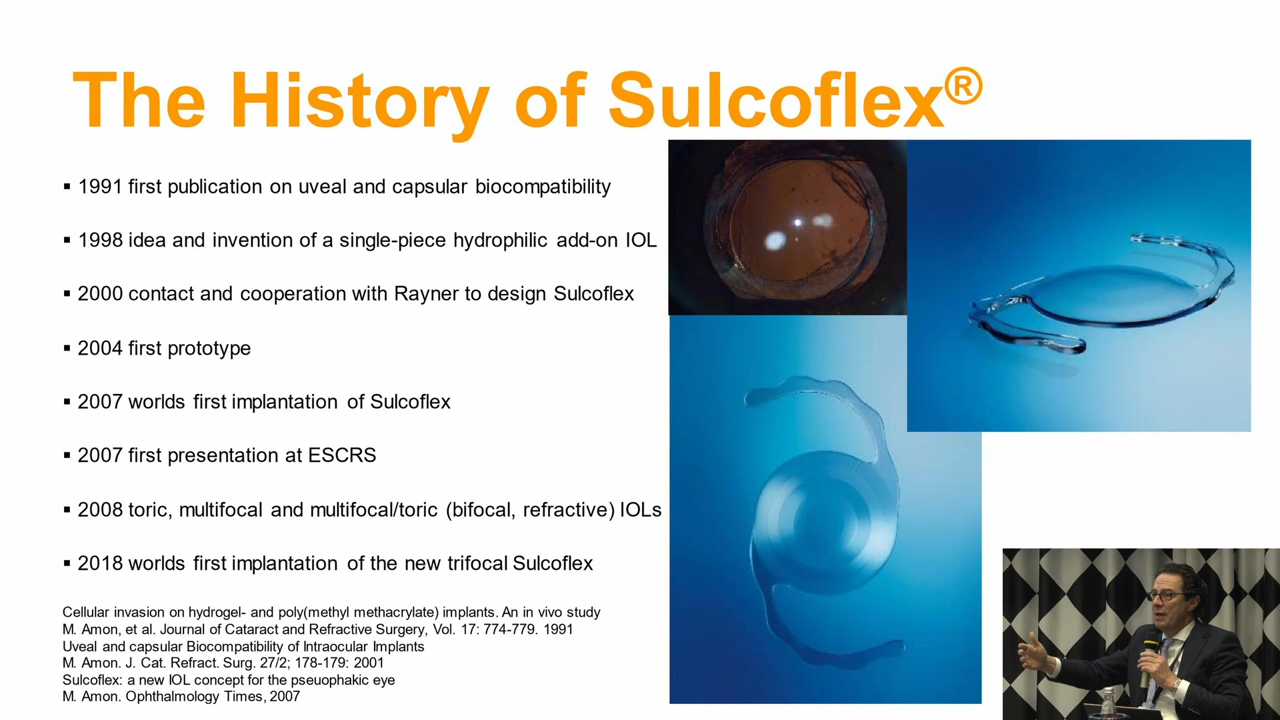 The History of Sulcoflex®
▪ 1991 first publication on uveal and capsular biocompatibility
▪ 1998 idea and invention of a single-piece hydrophilic add-on IOL
▪ 2000 contact and cooperation with Rayner to design Sulcoflex
▪ 2004 first prototype
▪ 2007 worlds first implantation of Sulcoflex
▪ 2007 first presentation at ESCRS
▪ 2008 toric, multifocal and multifocal/toric (bifocal, refractive) IOLs
▪ 2018 worlds first implantation of the new trifocal Sulcoflex
Cellular invasion on hydrogel- and poly(methyl methacrylate) implants. An in vivo study
M. Amon, et al. Journal of Cataract and Refractive Surgery, Vol. 17: 774-779. 1991
Uveal and capsular Biocompatibility of Intraocular Implants
M. Amon. J. Cat. Refract. Surg. 27/2; 178-179: 2001
Sulcoflex: a new IOL concept for the pseuophakic eye
M. Amon. Ophthalmology Times, 2007